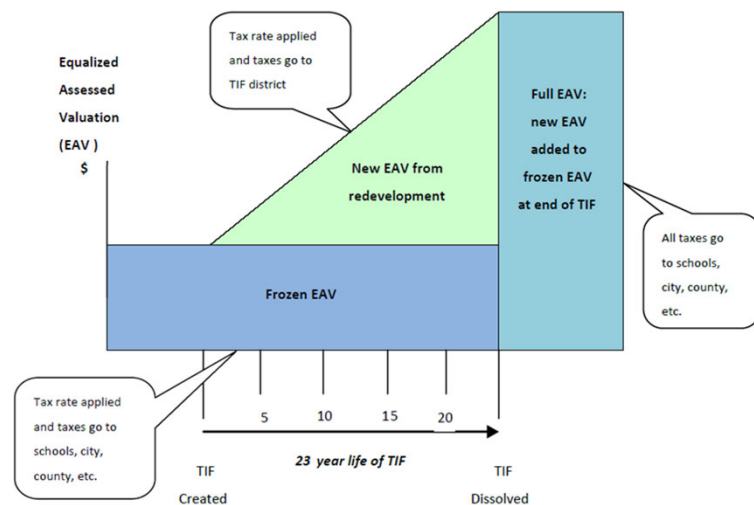 Tax rate applied
and taxes go to
TIF district
Equalized
Assessed
Valuation
(EAV )
$
Full EAV:
new EAV
added to
frozen EAV
at end of TIF
New EAV from
redevelopment
All taxes go
to schools,
city, county,
etc.
Frozen EAV
Tax rate applied
and taxes go to
schools, city,
county, etc.
5
10
15
20
23 year life of TIF
TIF
Created
TIF
Dissolved